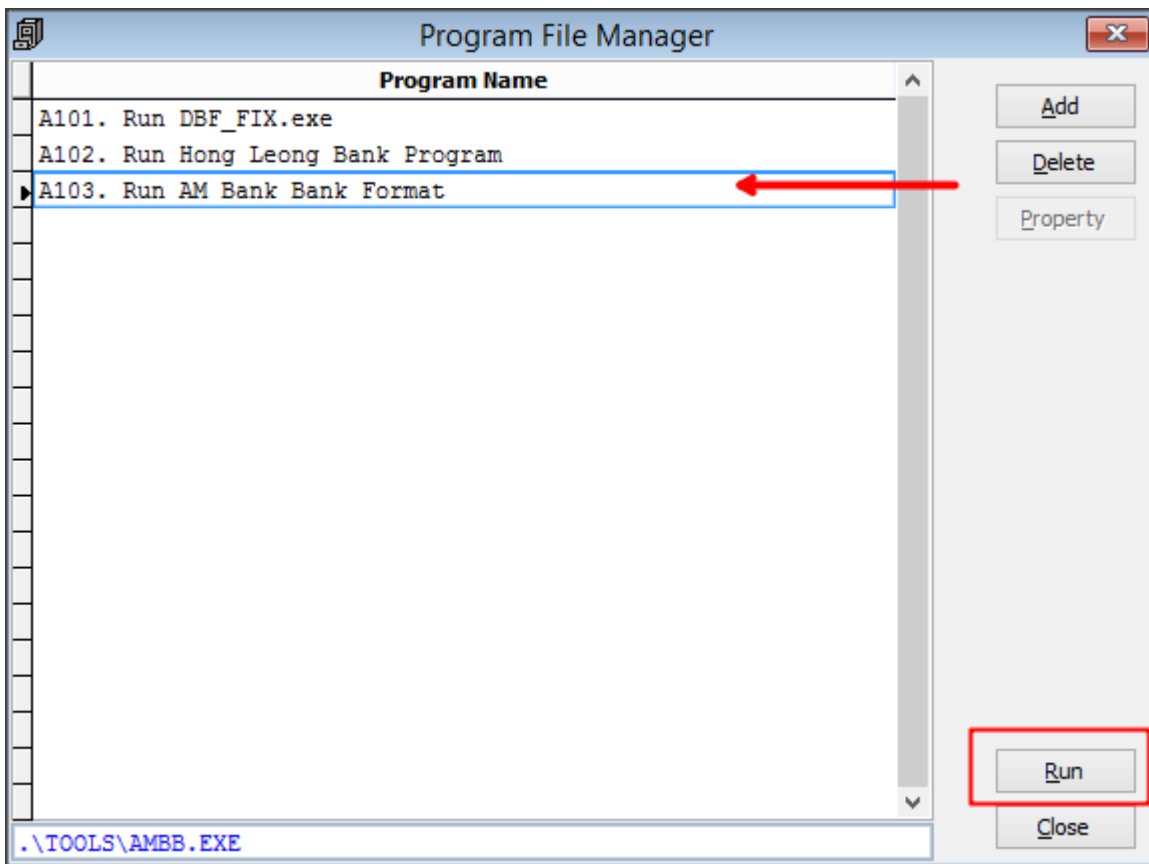 Program File Manager
Program Name
A101. Run DBF_FIX.exe
A102. Run Hong Leong Bank Program
A103. Run AM Bank Bank Format
Add
Delete
Property
Run
Close
.\TOOLS\AMBB.EXE